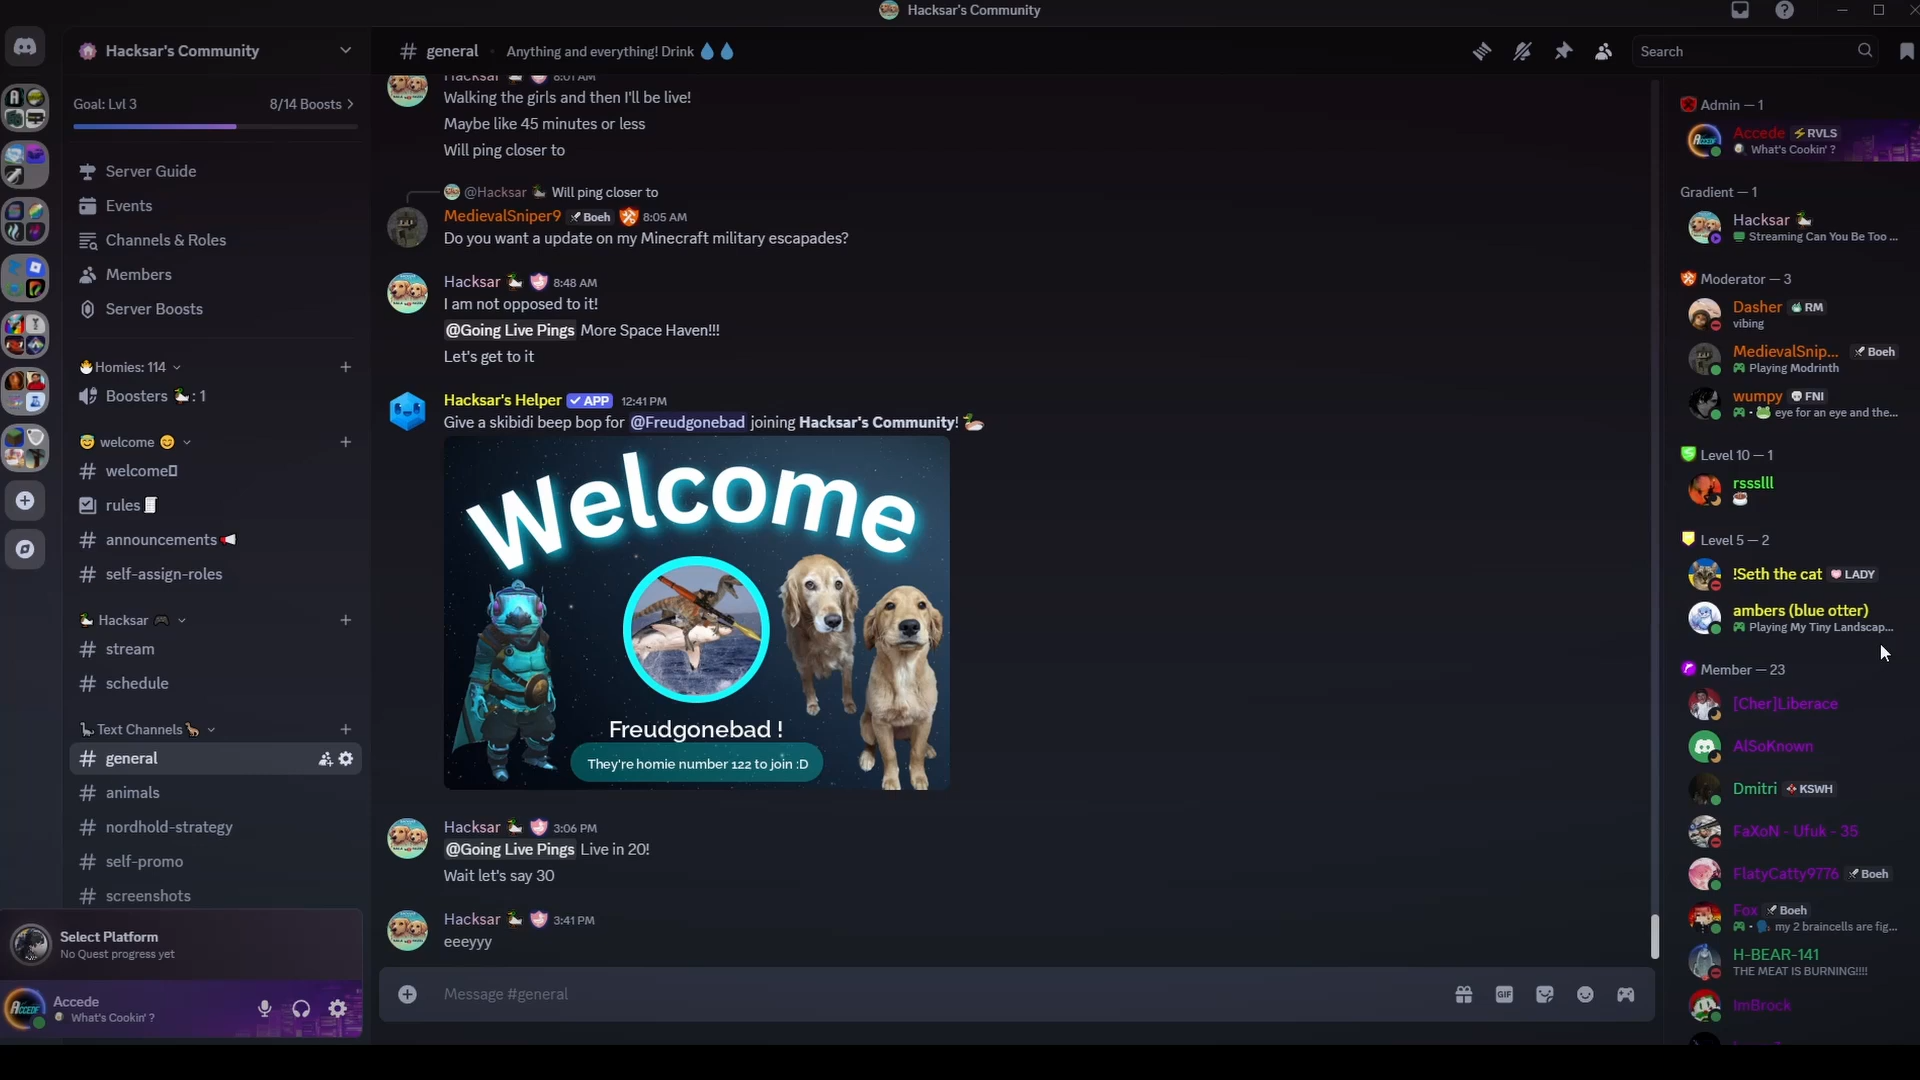 Hacksar's Community
Hacksar's Community
Goal: Lvl 3
8/14 Boosts
Server Guide
Events
Channels & Roles
Members
Server Boosts
Homies: 114
Boosters 🦆: 1
😇 welcome 😊
welcome
rules
announcements
self-assign-roles
Hacksar 🎮
stream
schedule
Text Channels
general
animals
nordhold-strategy
self-promo
screenshots
Select Platform
No Quest progress yet
Accede
What's Cookin' ?
# general
Anything and everything! Drink 💧💧
Search
Hacksar 8:01 AM
Walking the girls and then I'll be live!
Maybe like 45 minutes or less
Will ping closer to
@Hacksar 🦆 Will ping closer to
MedievalSniper9 Boeh 8:05 AM
Do you want a update on my Minecraft military escapades?
Hacksar 8:48 AM
I am not opposed to it!
@Going Live Pings More Space Haven!!!
Let's get to it
Hacksar's Helper ✓ APP 12:41 PM
Give a skibidi beep bop for @Freudgonebad joining Hacksar's Community! 🦆
Welcome
Freudgonebad !
They're homie number 122 to join :D
Hacksar 3:06 PM
@Going Live Pings Live in 20!
Wait let's say 30
Hacksar 3:41 PM
eeeyyy
Message #general
GIF
Admin — 1
Accede ⚡RVLS
What's Cookin' ?
Gradient — 1
Hacksar
Streaming Can You Be Too ...
Moderator — 3
Dasher RM
vibing
MedievalSnip... Boeh
Playing Modrinth
wumpy FNI
• 🐸 eye for an eye and the...
Level 10 — 1
rssslll
Level 5 — 2
!Seth the cat LADY
ambers (blue otter)
Playing My Tiny Landscap...
Member — 23
[Cher]Liberace
AlSoKnown
Dmitri KSWH
FaXoN - Ufuk - 35
FlatyCatty9776 Boeh
Fox Boeh
• my 2 braincells are fig...
H-BEAR-141
THE MEAT IS BURNING!!!!
ImBrock